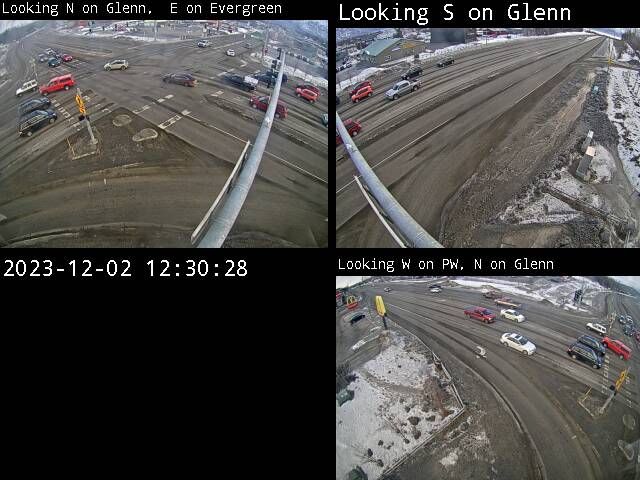 Looking N on Glenn, E on Evergreen
Looking S on Glenn
2023-12-02 12:30:28
Looking W on PW, N on Glenn